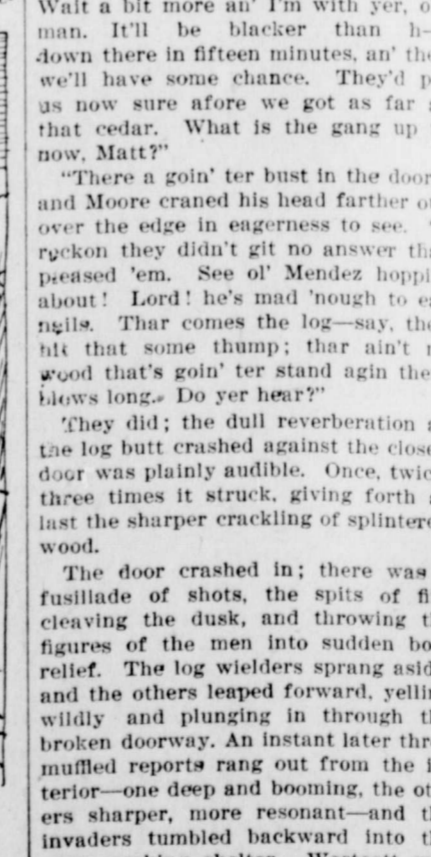 Wait a bit more an' I'm with yer, o
man. It'll be blacker than h-
down there in fifteen minutes, an' the
we'll have some chance. They'd p
us now sure afore we got as far
that cedar. What is the gang up
now, Matt?"
"There a goin' ter bust in the door
and Moore craned his head farther o
over the edge in eagerness to see.
reckon they didn't git no answer th
pleased 'em. See ol' Mendez hoppi
about! Lord! he's mad 'nough to e
nails. Thar comes the log—say, the
hit that some thump; thar ain't
wood that's goin' ter stand agin the
blows long. Do yer hear?"
They did; the dull reverberation
the log butt crashed against the close
door was plainly audible. Once, twic
three times it struck, giving forth
last the sharper crackling of splintere
wood.
The door crashed in; there was
fusillade of shots, the spits of fi
cleaving the dusk, and throwing t
figures of the men into sudden bo
relief. The log wielders sprang asid
and the others leaped forward, yellin
wildly and plunging in through t
broken doorway. An instant later thr
muffled reports rang out from the i
terior—one deep and booming, the ot
ers sharper, more resonant—and t
invaders tumbled backward into t